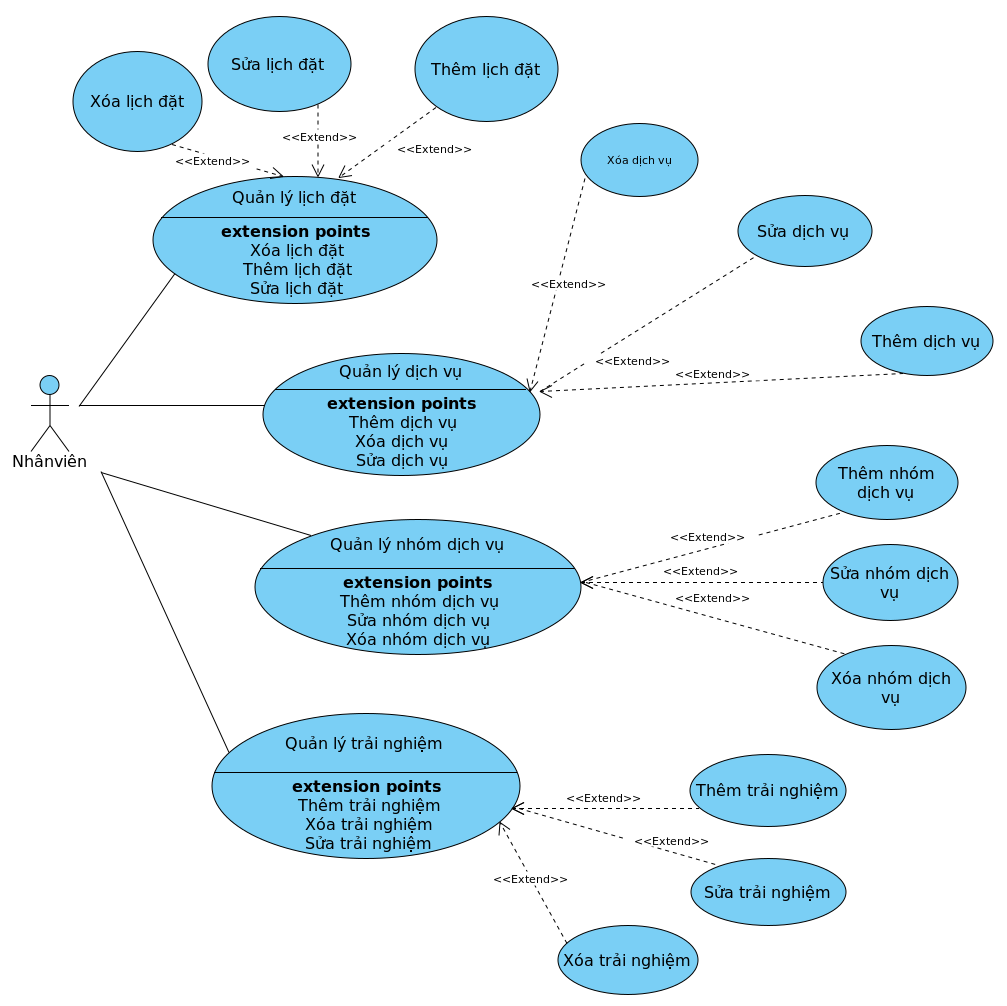 Sửa lịch đặt
Thêm lịch đặt
Xóa lịch đặt
<<Extend>>
<<Extend>>
<<Extend>>
Quản lý lịch đặt
extension points
Xóa lịch đặt
Thêm lịch đặt
Sửa lịch đặt
Xóa dịch vụ
Sửa dịch vụ
Thêm dịch vụ
<<Extend>>
<<Extend>>
<<Extend>>
Quản lý dịch vụ
extension points
Thêm dịch vụ
Xóa dịch vụ
Sửa dịch vụ
Nhânviên
Thêm nhóm
dịch vụ
<<Extend>>
Sửa nhóm dịch
vụ
<<Extend>>
<<Extend>>
Xóa nhóm dịch
vụ
Quản lý nhóm dịch vụ
extension points
Thêm nhóm dịch vụ
Sửa nhóm dịch vụ
Xóa nhóm dịch vụ
Quản lý trải nghiệm
extension points
Thêm trải nghiệm
Xóa trải nghiệm
Sửa trải nghiệm
Thêm trải nghiệm
<<Extend>>
<<Extend>>
Sửa trải nghiệm
<<Extend>>
Xóa trải nghiệm